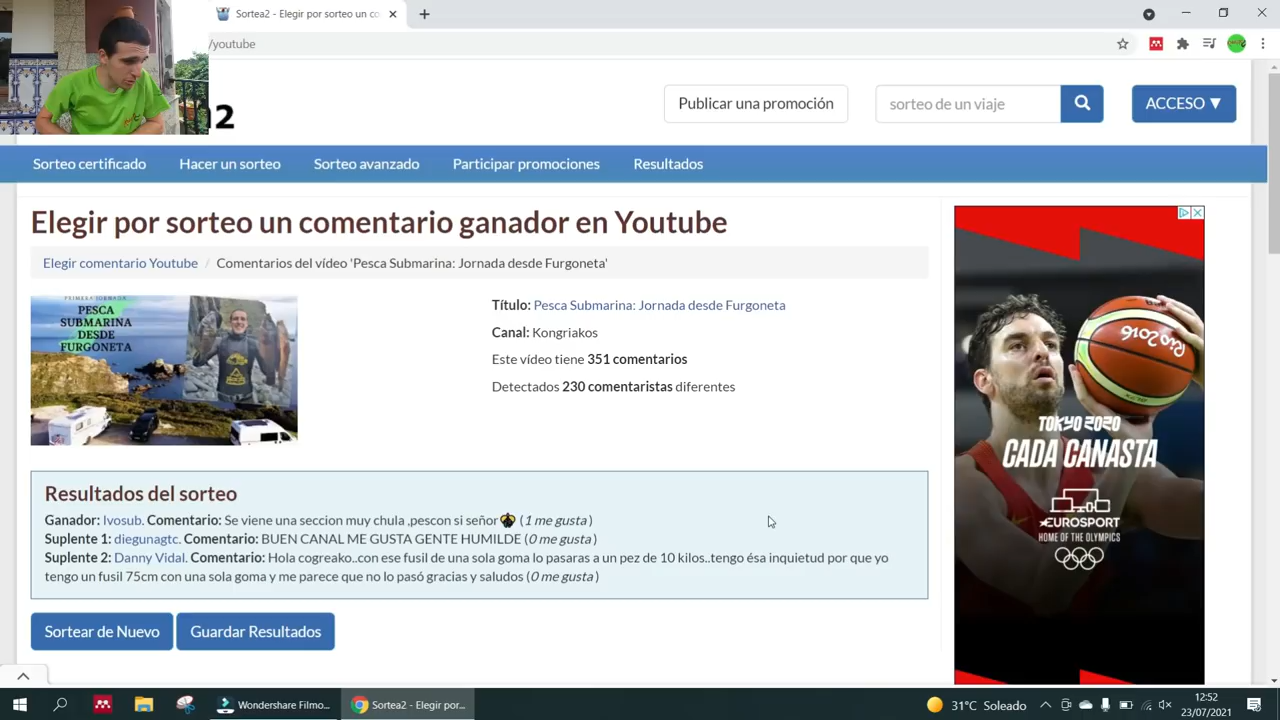 Sortea2 - Elegir por sorteo un co
/youtube
a2
Publicar una promoción
sorteo de un viaje
ACCESO ▼
Sorteo certificado
Hacer un sorteo
Sorteo avanzado
Participar promociones
Resultados
Elegir por sorteo un comentario ganador en Youtube
Elegir comentario Youtube / Comentarios del vídeo 'Pesca Submarina: Jornada desde Furgoneta'
PRIMERA JORNADA
PESCA
SUBMARINA
DESDE
FURGONETA
Título: Pesca Submarina: Jornada desde Furgoneta
Canal: Kongriakos
Este vídeo tiene 351 comentarios
Detectados 230 comentaristas diferentes
Resultados del sorteo
Ganador: Ivosub. Comentario: Se viene una seccion muy chula ,pescon si señor (1 me gusta)
Suplente 1: diegunagtc. Comentario: BUEN CANAL ME GUSTA GENTE HUMILDE (0 me gusta)
Suplente 2: Danny Vidal. Comentario: Hola cogreako..con ese fusil de una sola goma lo pasaras a un pez de 10 kilos..tengo ésa inquietud por que yo
tengo un fusil 75cm con una sola goma y me parece que no lo pasó gracias y saludos (0 me gusta)
Sortear de Nuevo
Guardar Resultados
TOKYO 2020
CADA CANASTA
EUROSPORT
HOME OF THE OLYMPICS
Wondershare Filmo...
Sortea2 - Elegir por...
31°C Soleado
12:52
23/07/2021